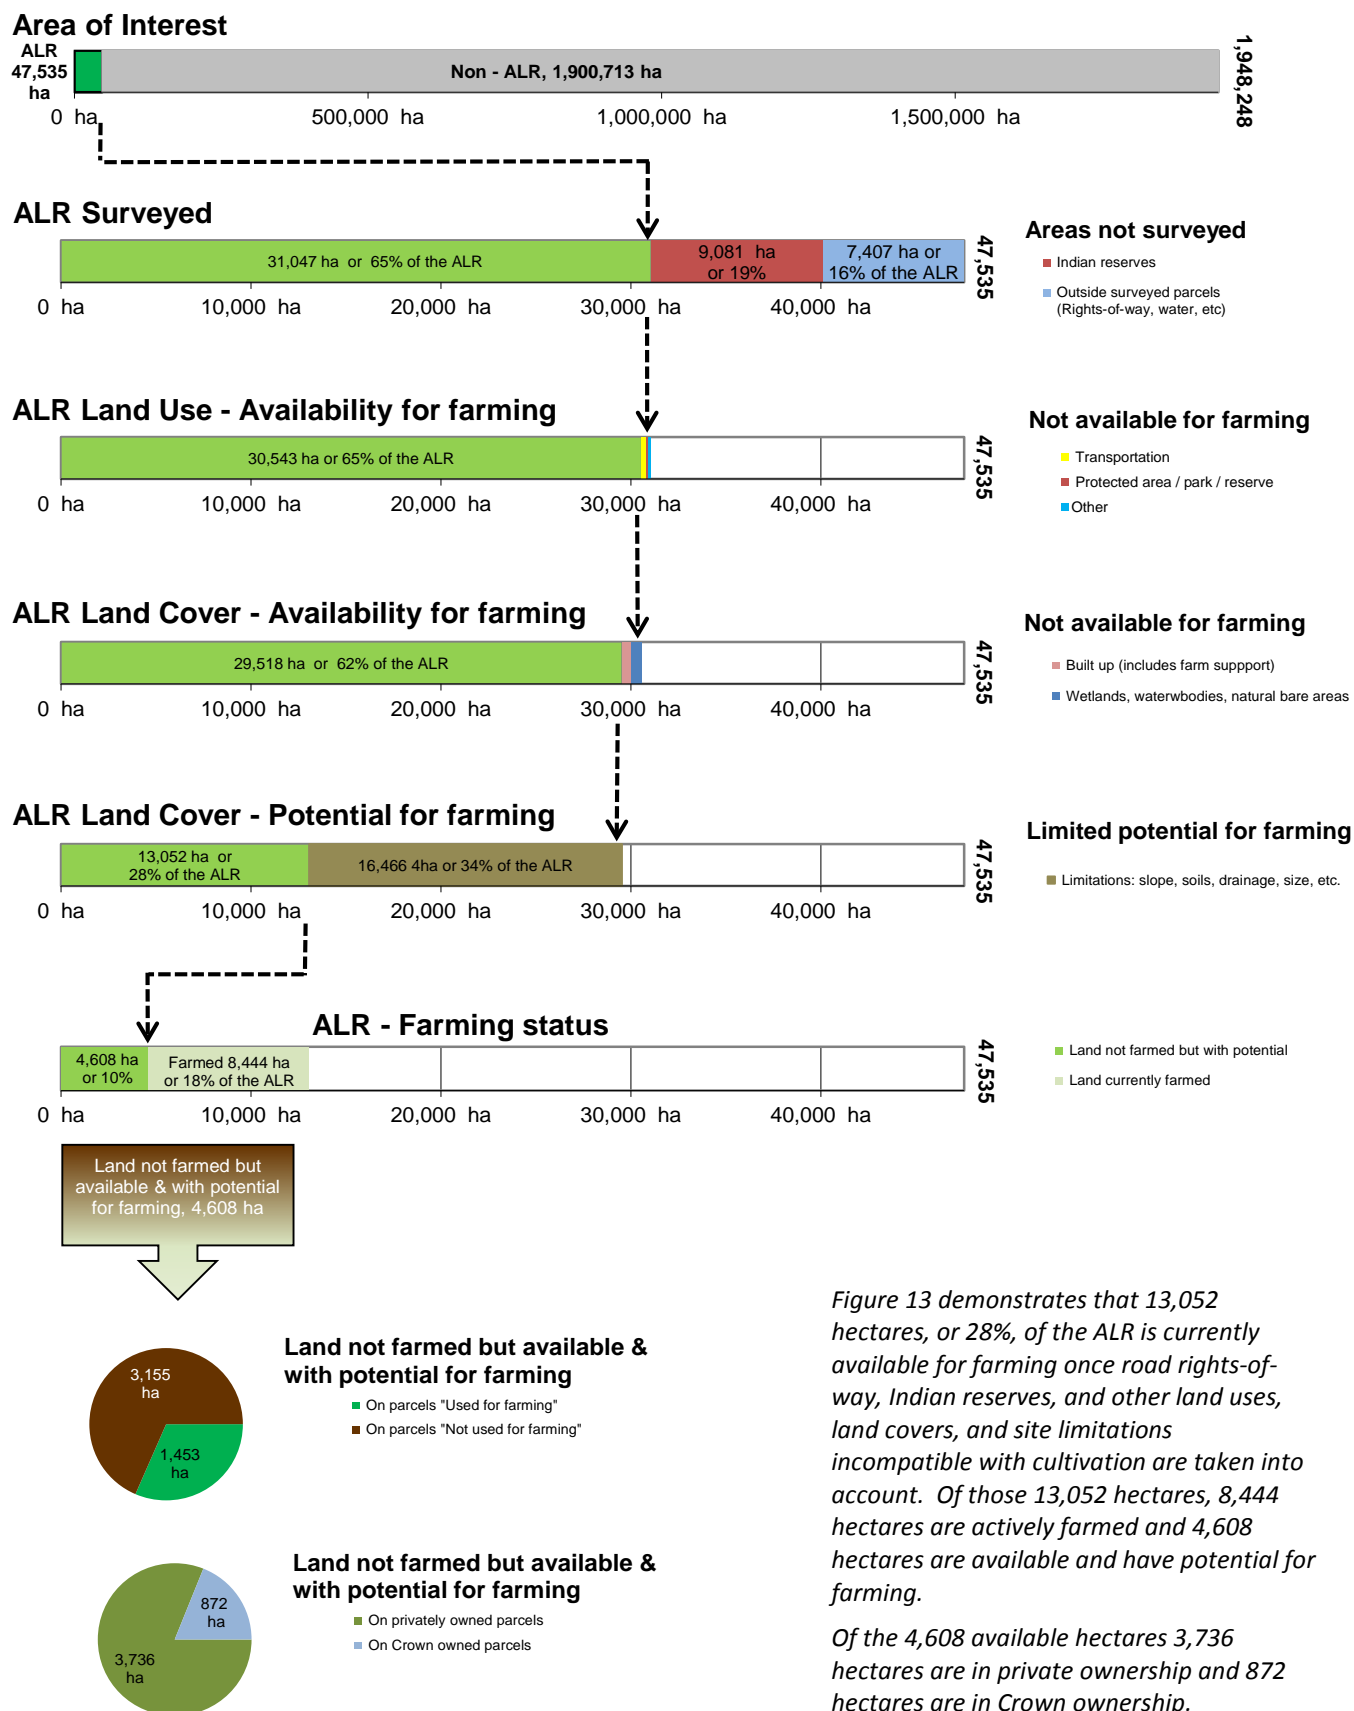 Area of Interest
ALR
47,535
ha
Non - ALR, 1,900,713 ha
1,948,248
0 ha
500,000 ha
1,000,000 ha
1,500,000 ha
ALR Surveyed
31,047 ha or 65% of the ALR
9,081 ha
or 19%
7,407 ha or
16% of the ALR
47,535
0 ha
10,000 ha
20,000 ha
30,000 ha
40,000 ha
Areas not surveyed
Indian reserves
Outside surveyed parcels
(Rights-of-way, water, etc)
ALR Land Use - Availability for farming
30,543 ha or 65% of the ALR
47,535
0 ha
10,000 ha
20,000 ha
30,000 ha
40,000 ha
Not available for farming
Transportation
Protected area / park / reserve
Other
ALR Land Cover - Availability for farming
29,518 ha or 62% of the ALR
47,535
0 ha
10,000 ha
20,000 ha
30,000 ha
40,000 ha
Not available for farming
Built up (includes farm suppport)
Wetlands, waterwbodies, natural bare areas
ALR Land Cover - Potential for farming
13,052 ha or
28% of the ALR
16,466 4ha or 34% of the ALR
47,535
0 ha
10,000 ha
20,000 ha
30,000 ha
40,000 ha
Limited potential for farming
Limitations: slope, soils, drainage, size, etc.
ALR - Farming status
4,608 ha
or 10%
Farmed 8,444 ha
or 18% of the ALR
47,535
0 ha
10,000 ha
20,000 ha
30,000 ha
40,000 ha
Land not farmed but with potential
Land currently farmed
Land not farmed but
available & with potential
for farming, 4,608 ha
3,155
ha
1,453
ha
Land not farmed but available &
with potential for farming
On parcels "Used for farming"
On parcels "Not used for farming"
872
ha
3,736
ha
Land not farmed but available &
with potential for farming
On privately owned parcels
On Crown owned parcels
Figure 13 demonstrates that 13,052
hectares, or 28%, of the ALR is currently
available for farming once road rights-of-
way, Indian reserves, and other land uses,
land covers, and site limitations
incompatible with cultivation are taken into
account. Of those 13,052 hectares, 8,444
hectares are actively farmed and 4,608
hectares are available and have potential for
farming.
Of the 4,608 available hectares 3,736
hectares are in private ownership and 872
hectares are in Crown ownership.